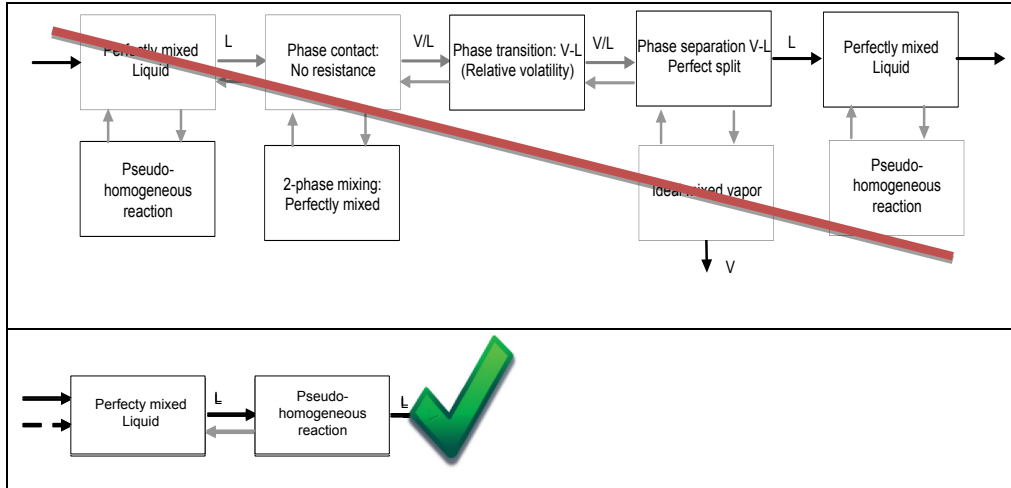 Perfectly mixed
Liquid
L
Phase contact:
No resistance
V/L
Phase transition: V-L
(Relative volatility)
V/L
Phase separation V-L
Perfect split
L
Perfectly mixed
Liquid
Pseudo-
homogeneous
reaction
2-phase mixing:
Perfectly mixed
Ideal mixed vapor
Pseudo-
homogeneous
reaction
V
Perfecty mixed
Liquid
L
Pseudo-
homogeneous
reaction
L